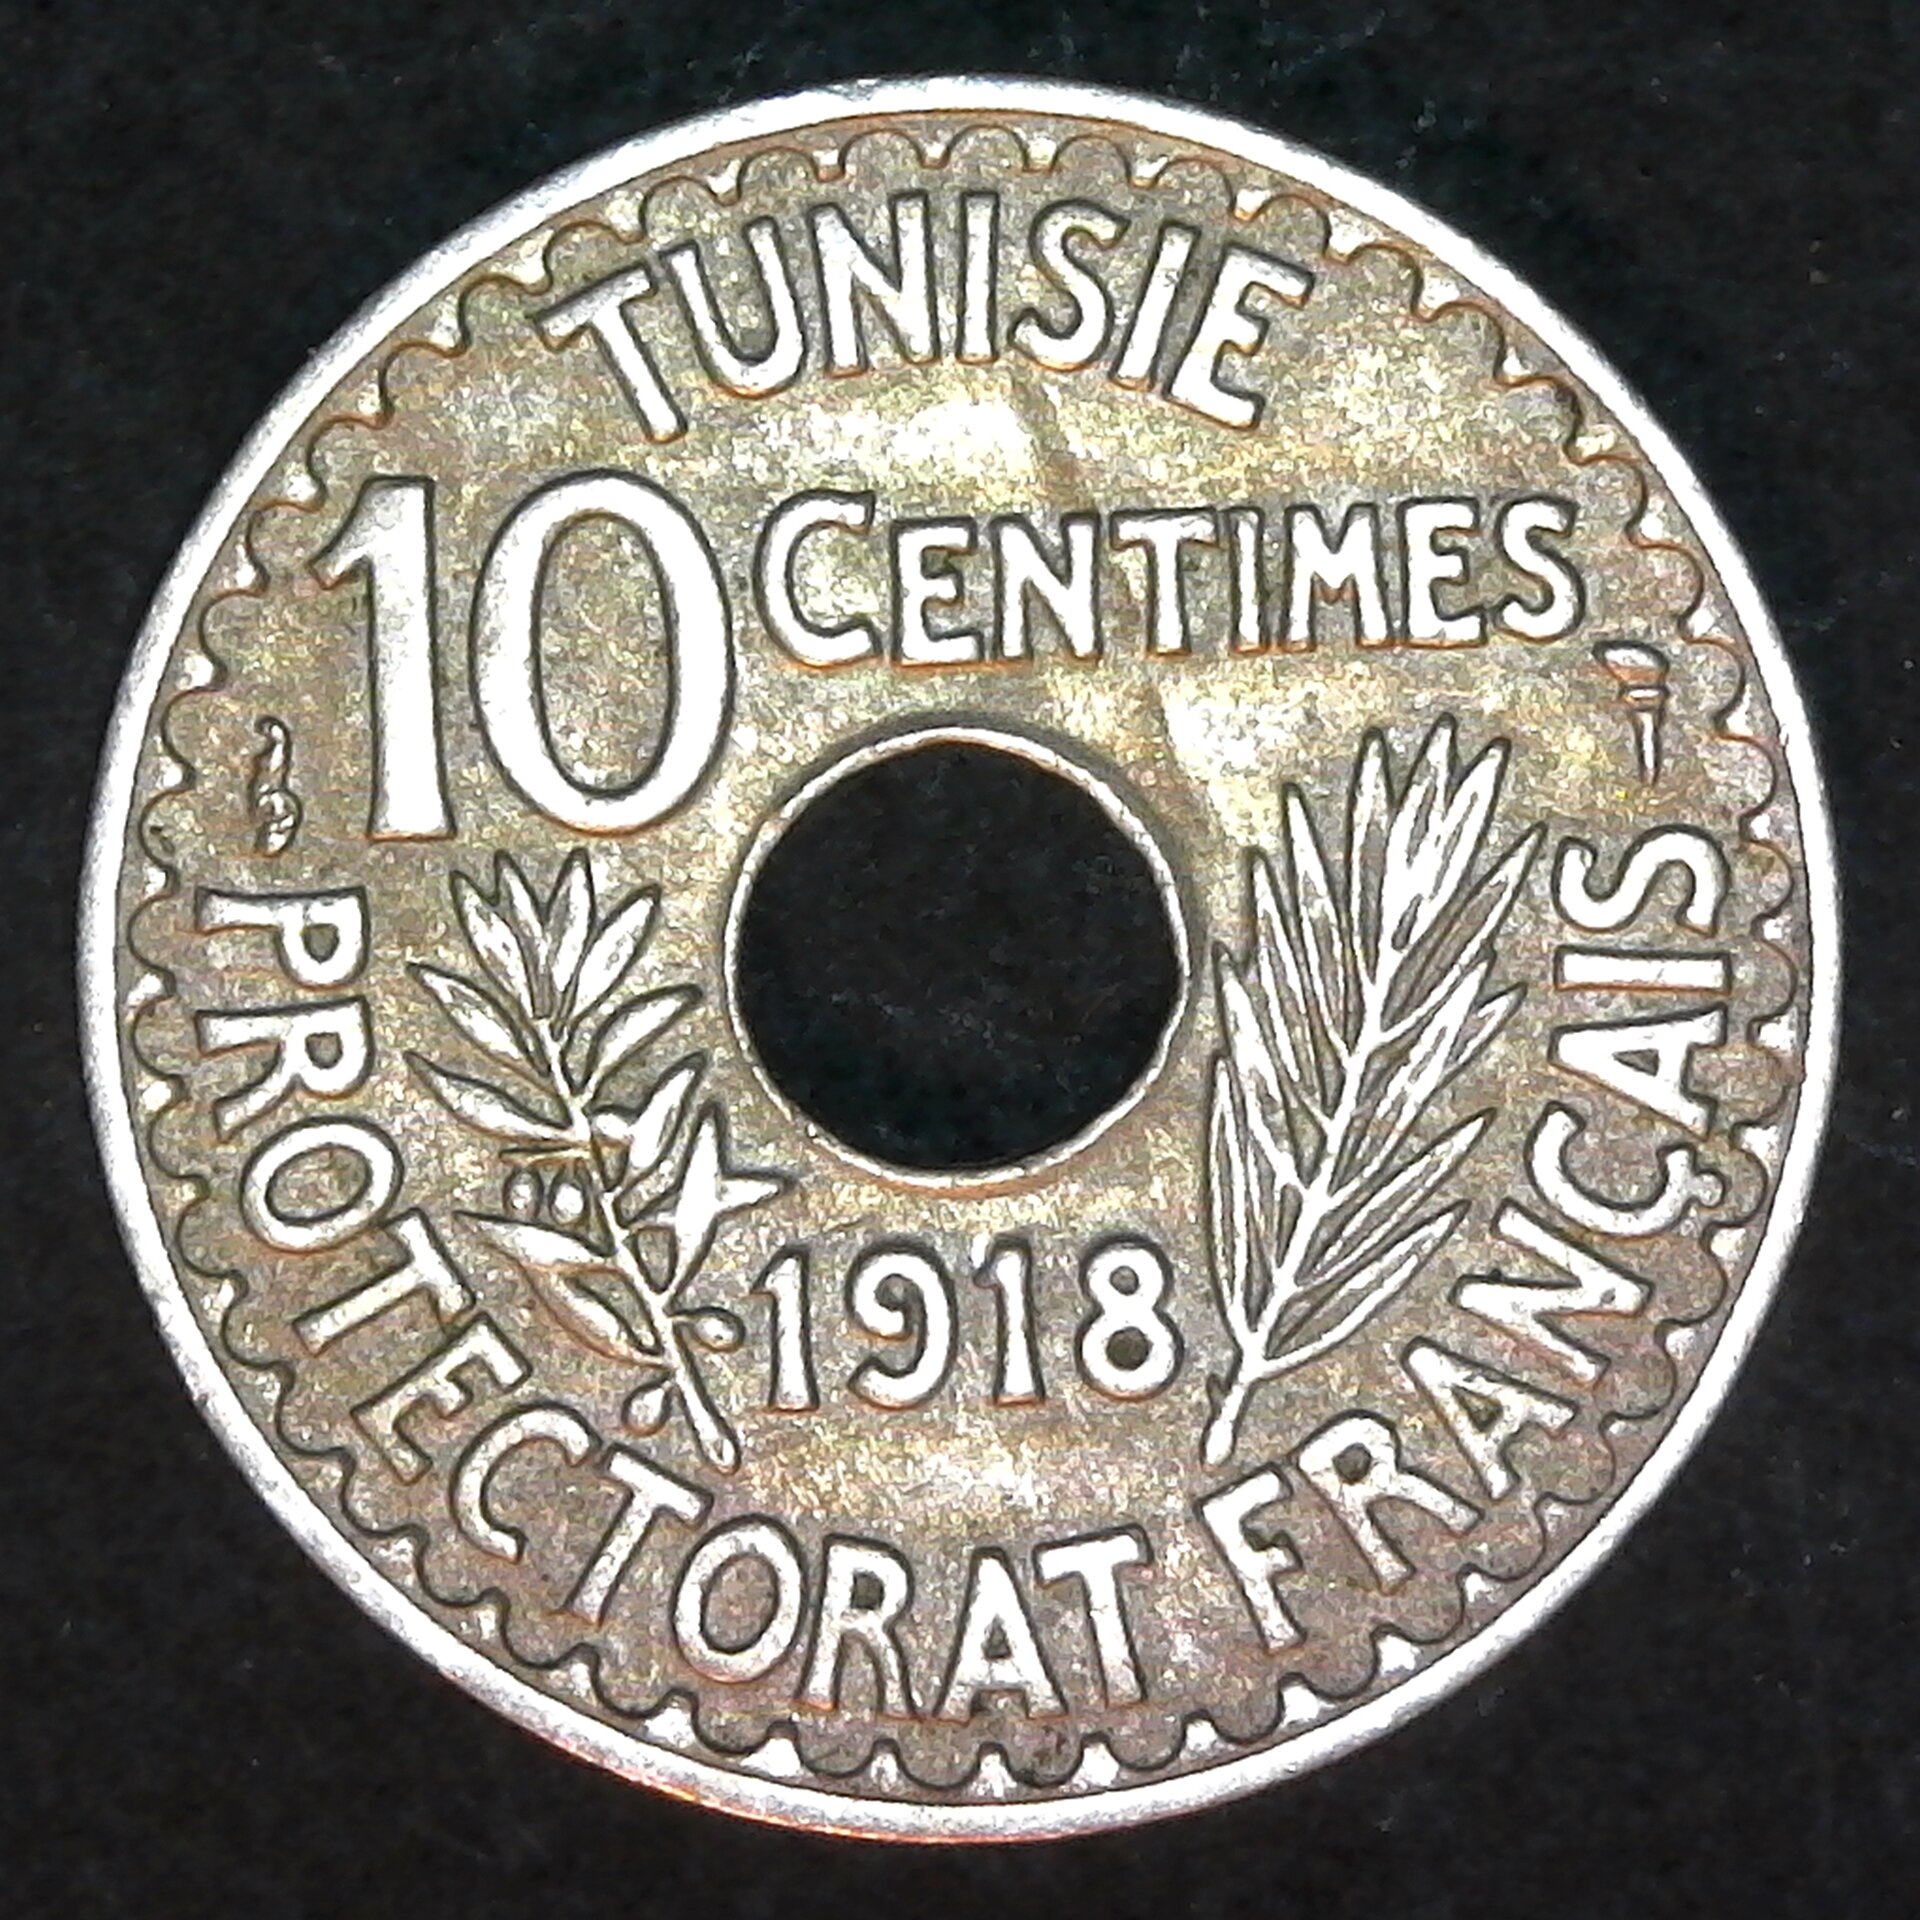 TUNISIE
10 CENTIMES
1918
PROTECTORAT FRANÇAIS